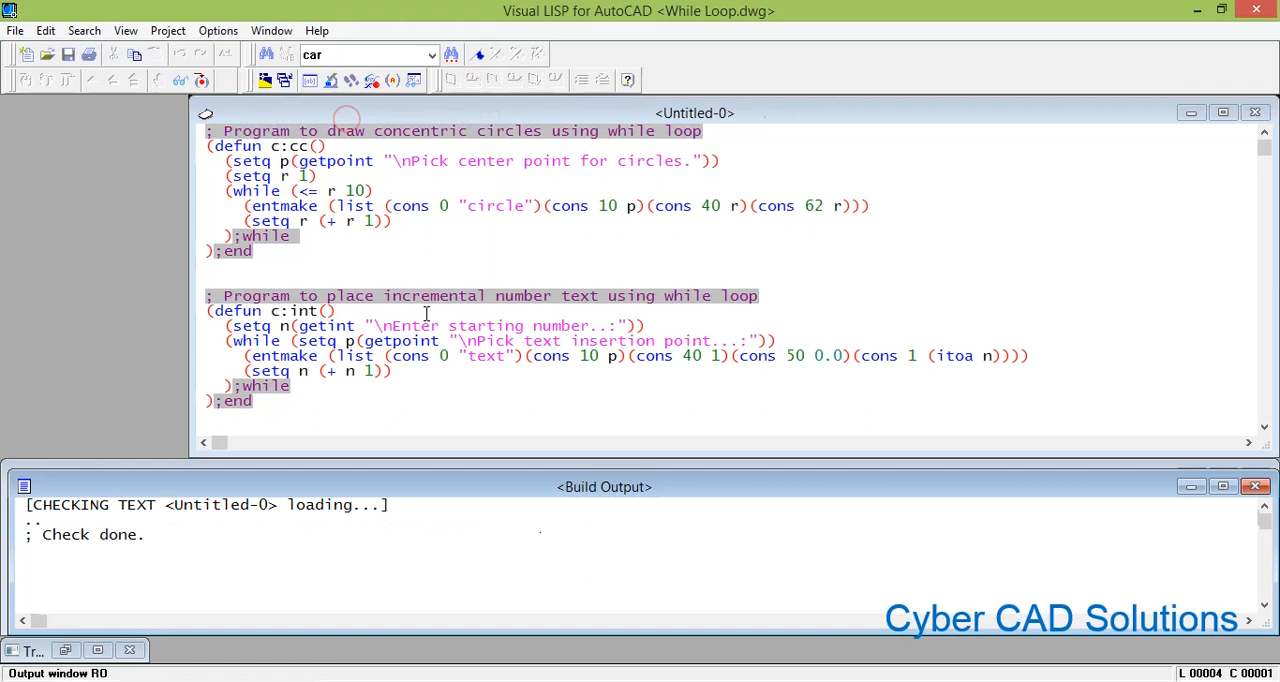 Visual LISP for AutoCAD <While Loop.dwg>
File Edit Search View Project Options Window Help
car
<Untitled-0>
; Program to draw concentric circles using while loop
(defun c:cc()
(setq p(getpoint "\nPick center point for circles."))
(setq r 1)
(while (<= r 10)
(entmake (list (cons 0 "circle")(cons 10 p)(cons 40 r)(cons 62 r)))
(setq r (+ r 1))
);while
);end
; Program to place incremental number text using while loop
(defun c:int()
(setq n(getint "\nEnter starting number..:"))
(while (setq p(getpoint "\nPick text insertion point...:"))
(entmake (list (cons 0 "text")(cons 10 p)(cons 40 1)(cons 50 0.0)(cons 1 (itoa n))))
(setq n (+ n 1))
);while
);end
<Build Output>
[CHECKING TEXT <Untitled-0> loading...]
..
; Check done.
Cyber CAD Solutions
Tr...
Output window RO
L 00004 C 00001